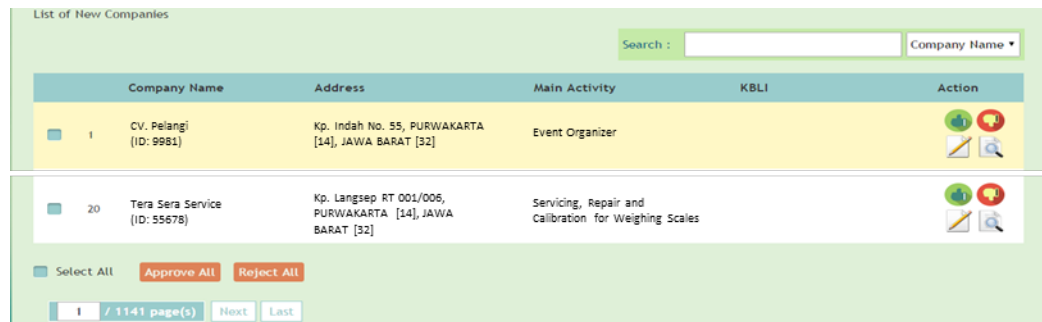 List of New Companies
Search : Company Name
Company Name Address Main Activity KBLI Action
1 CV. Pelangi Kp. Indah No. 55, PURWAKARTA Event Organizer
(ID: 9981) [14], JAWA BARAT [32]
20 Tera Sera Service Kp. Langsep RT 001/006, Servicing, Repair and
(ID: 55678) PURWAKARTA [14], JAWA Calibration for Weighing Scales
BARAT [32]
Select All Approve All Reject All
1 / 1141 page(s) Next Last